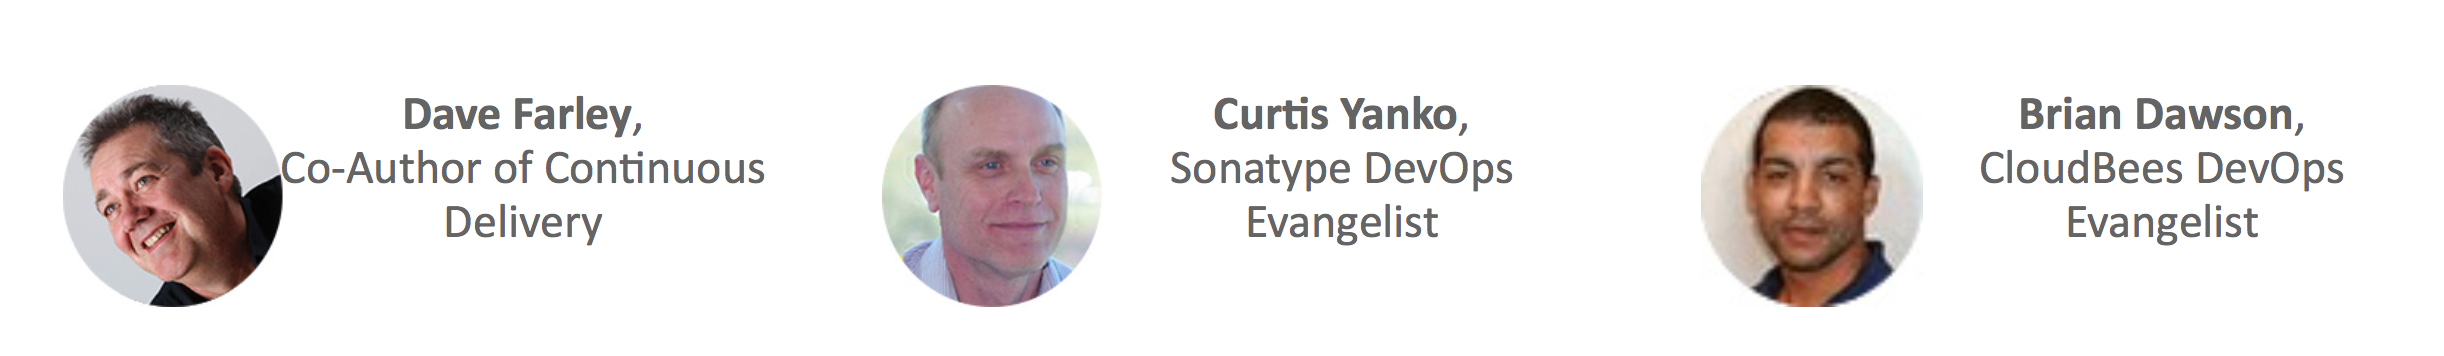 Dave Farley,
Co-Author of Continuous
Delivery
Curtis Yanko,
Sonatype DevOps
Evangelist
Brian Dawson,
CloudBees DevOps
Evangelist